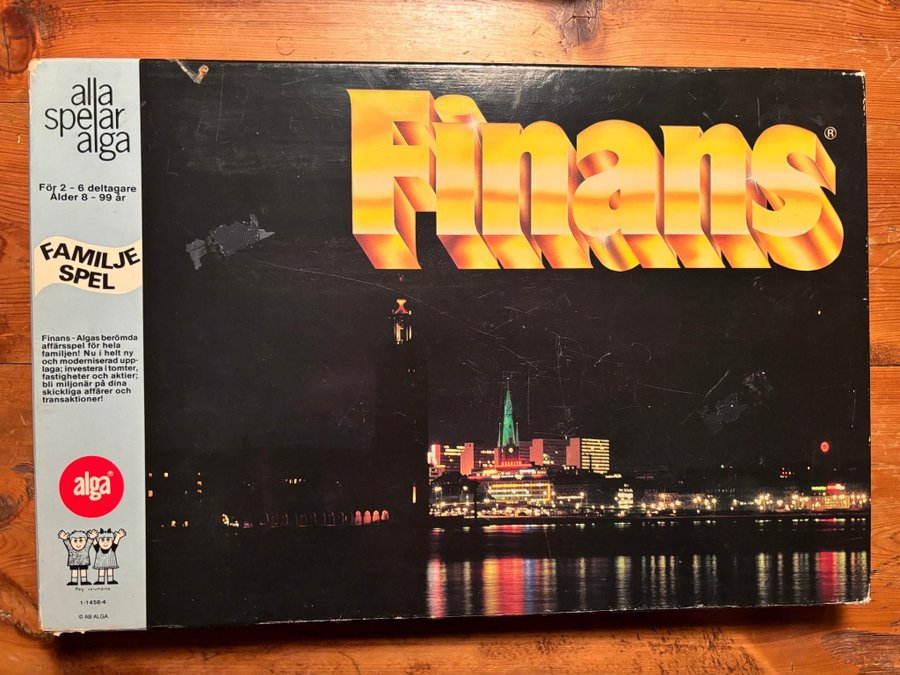 alla
spelar
alga
För 2 - 6 deltagare
Ålder 8 - 99 år
FAMILJE
SPEL
Finans - Algas berömda
affärsspel för hela
familjen! Nu i helt ny
och moderniserad upp-
laga; investera i tomter,
fastigheter och aktier;
bli miljonär på dina
skickliga affärer och
transaktioner!
alga®
Reg. varumärke
1-1458-4
© AB ALGA
Finans®